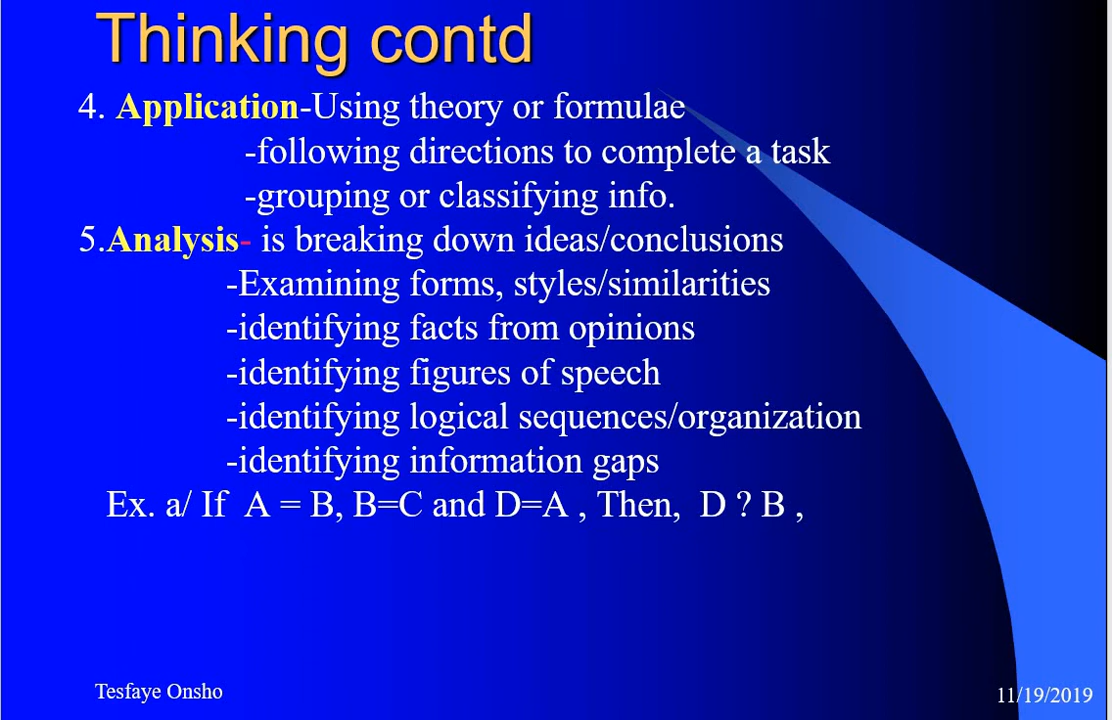 Thinking contd
4. Application-Using theory or formulae
-following directions to complete a task
-grouping or classifying info.
5.Analysis- is breaking down ideas/conclusions
-Examining forms, styles/similarities
-identifying facts from opinions
-identifying figures of speech
-identifying logical sequences/organization
-identifying information gaps
Ex. a/ If A = B, B=C and D=A , Then, D ? B ,
Tesfaye Onsho
11/19/2019